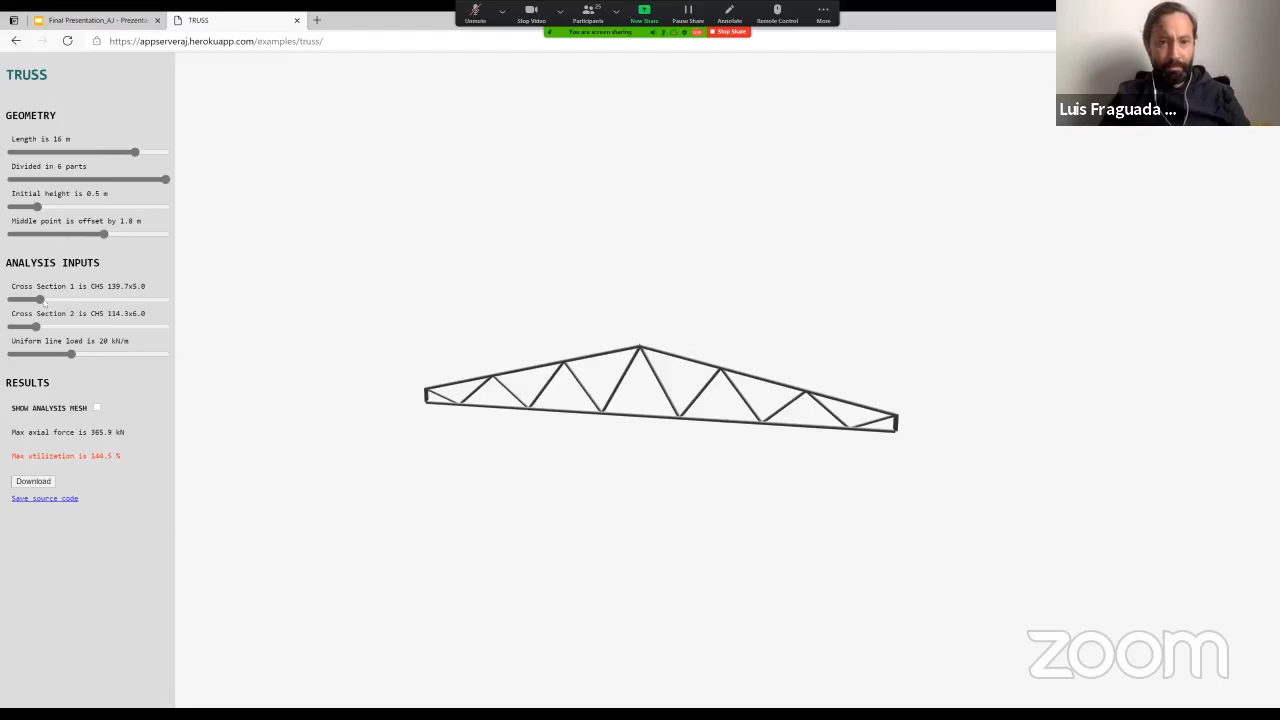 Final Presentation_AJ - Prezenta
TRUSS
Unmute
Stop Video
25
Participants
New Share
Pause Share
Annotate
Remote Control
More
You are screen sharing
LIVE
Stop Share
https://appserveraj.herokuapp.com/examples/truss/
Luis Fraguada ...
TRUSS
GEOMETRY
Length is 16 m
Divided in 6 parts
Initial height is 0.5 m
Middle point is offset by 1.8 m
ANALYSIS INPUTS
Cross Section 1 is CHS 139.7x5.0
Cross Section 2 is CHS 114.3x6.0
Uniform line load is 20 kN/m
RESULTS
SHOW ANALYSIS MESH
Max axial force is 365.9 kN
Max utilization is 144.5 %
Download
Save source code
zoom